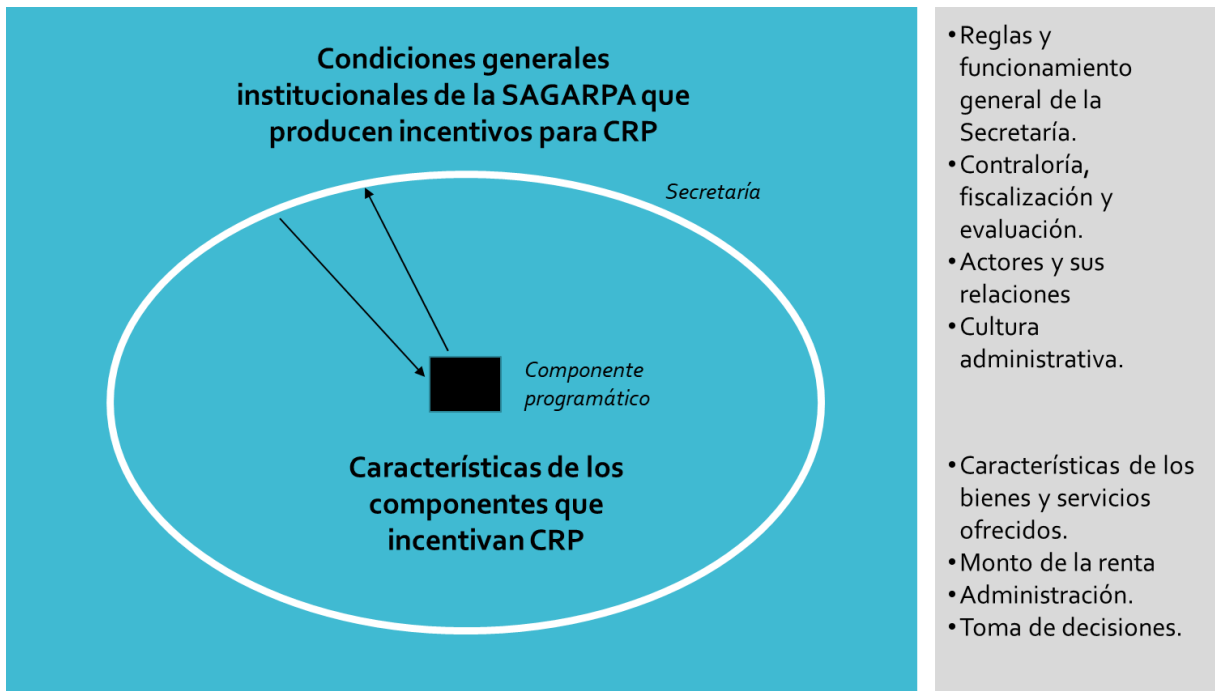 Condiciones generales
institucionales de la SAGARPA que
producen incentivos para CRP
Secretaría
Componente
programático
Características de los
componentes que
incentivan CRP
•Reglas y
funcionamiento
general de la
Secretaría.
•Contraloría,
fiscalización y
evaluación.
•Actores y sus
relaciones
•Cultura
administrativa.
•Características de los
bienes y servicios
ofrecidos.
•Monto de la renta
•Administración.
•Toma de decisiones.